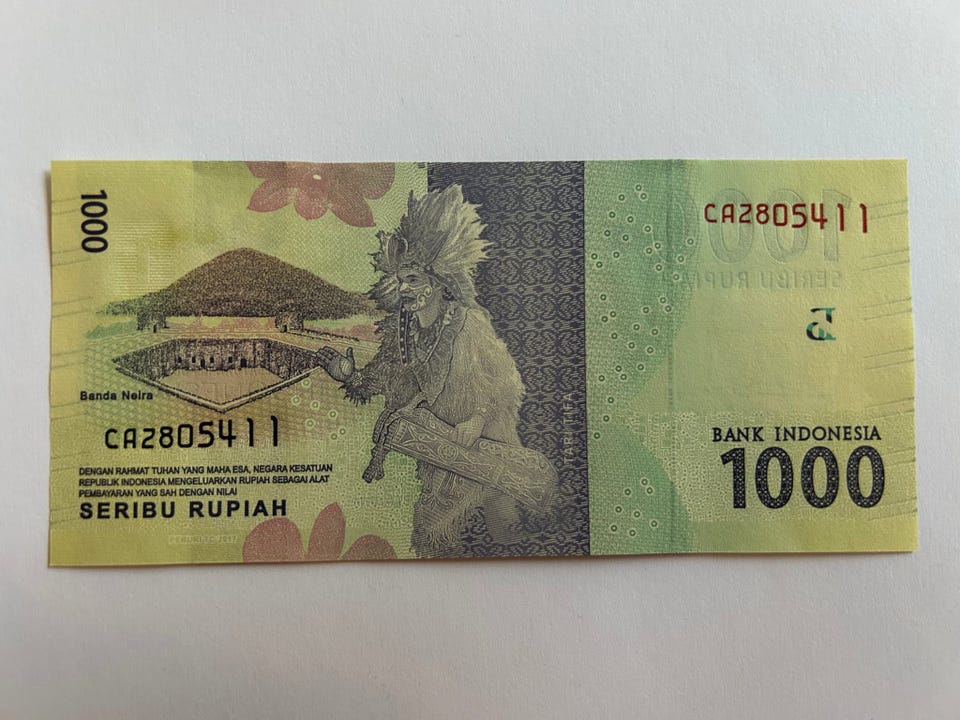 1000
CA2805411
Banda Neira
CA2805411
DENGAN RAHMAT TUHAN YANG MAHA ESA, NEGARA KESATUAN
REPUBLIK INDONESIA MENGELUARKAN RUPIAH SEBAGAI ALAT
PEMBAYARAN YANG SAH DENGAN NILAI
SERIBU RUPIAH
TARI TIFA
BANK INDONESIA
1000